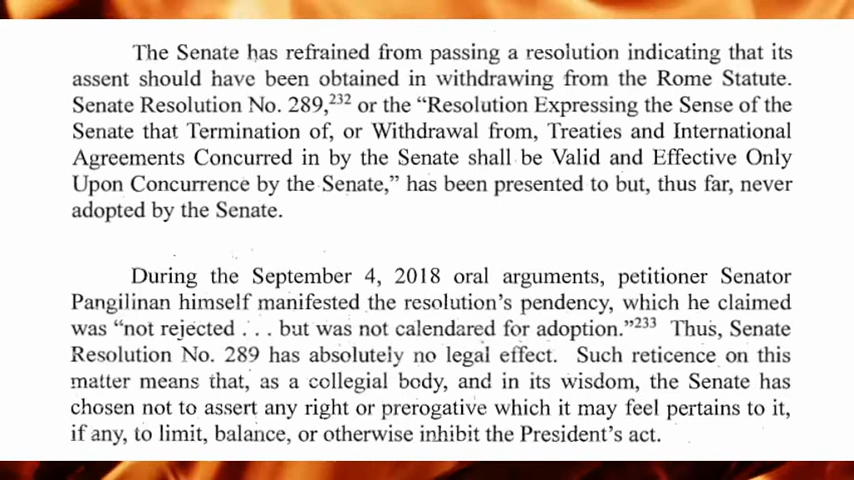 The Senate has refrained from passing a resolution indicating that its
assent should have been obtained in withdrawing from the Rome Statute.
Senate Resolution No. 289,232 or the “Resolution Expressing the Sense of the
Senate that Termination of, or Withdrawal from, Treaties and International
Agreements Concurred in by the Senate shall be Valid and Effective Only
Upon Concurrence by the Senate,” has been presented to but, thus far, never
adopted by the Senate.
During the September 4, 2018 oral arguments, petitioner Senator
Pangilinan himself manifested the resolution’s pendency, which he claimed
was “not rejected . . . but was not calendared for adoption.”233 Thus, Senate
Resolution No. 289 has absolutely no legal effect. Such reticence on this
matter means that, as a collegial body, and in its wisdom, the Senate has
chosen not to assert any right or prerogative which it may feel pertains to it,
if any, to limit, balance, or otherwise inhibit the President’s act.